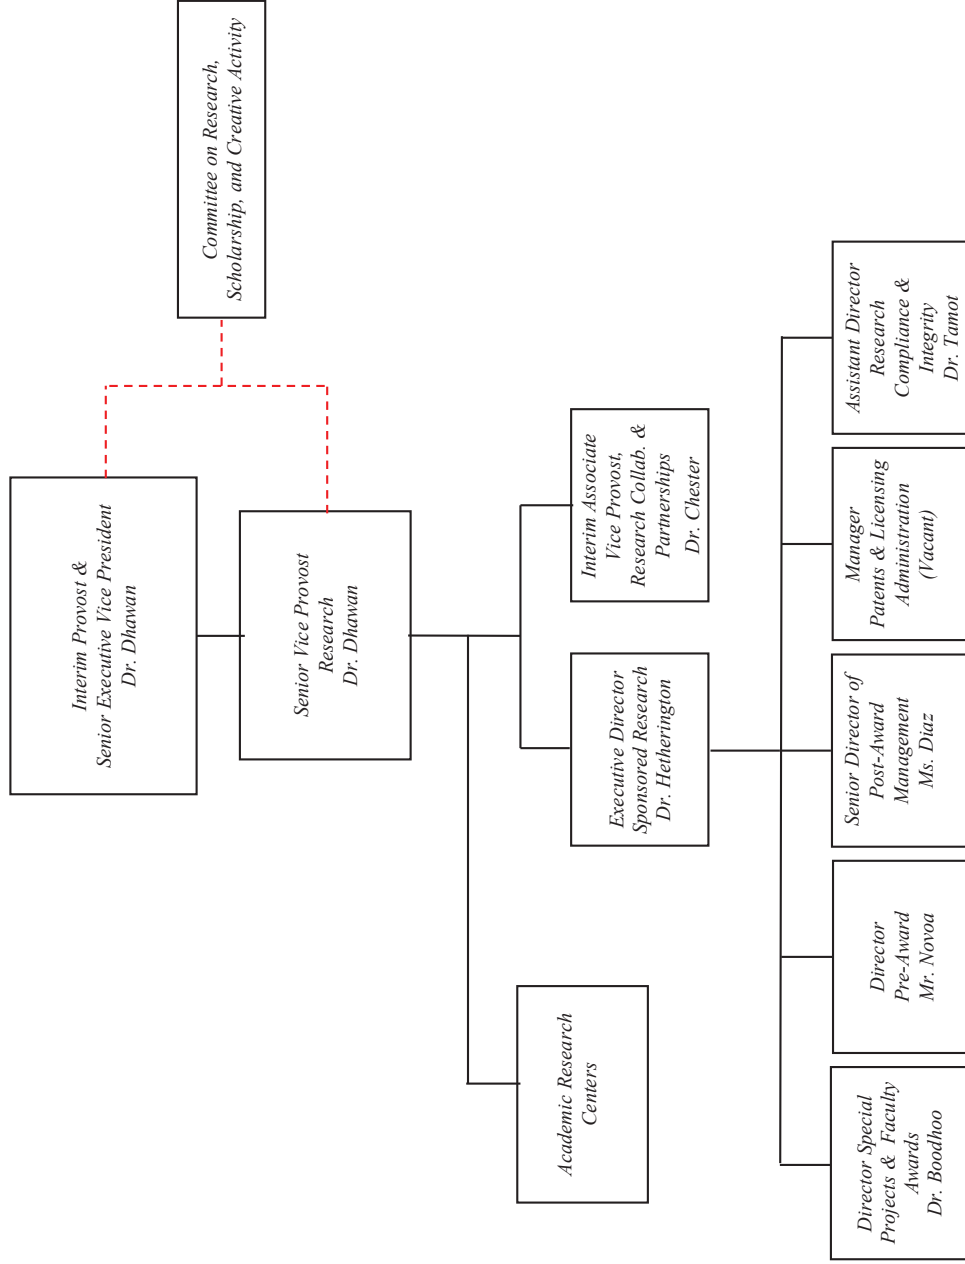 Interim Provost &
Senior Executive Vice President
Dr. Dhawan
Committee on Research,
Scholarship, and Creative Activity
Senior Vice Provost
Research
Dr. Dhawan
Academic Research
Centers
Executive Director
Sponsored Research
Dr. Hetherington
Interim Associate
Vice Provost,
Research Collab. &
Partnerships
Dr. Chester
Director Special
Projects & Faculty
Awards
Dr. Boodhoo
Director
Pre-Award
Mr. Novoa
Senior Director of
Post-Award
Management
Ms. Diaz
Manager
Patents & Licensing
Administration
(Vacant)
Assistant Director
Research
Compliance &
Integrity
Dr. Tamot